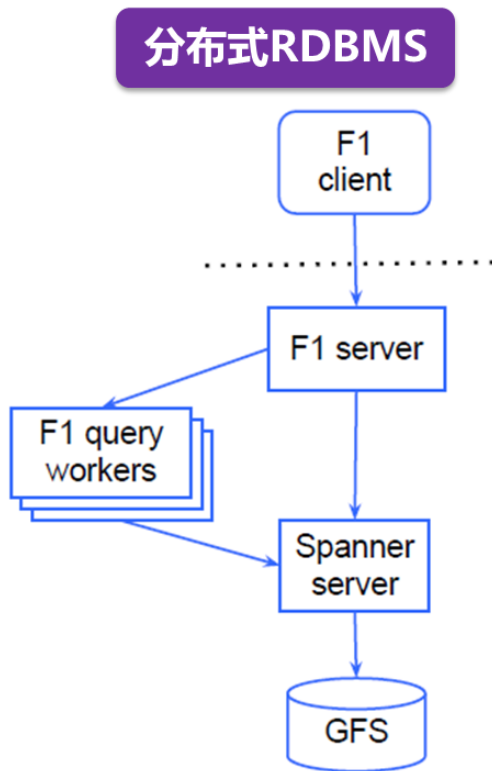 分布式RDBMS
F1
client
F1 server
F1 query
workers
Spanner
server
GFS